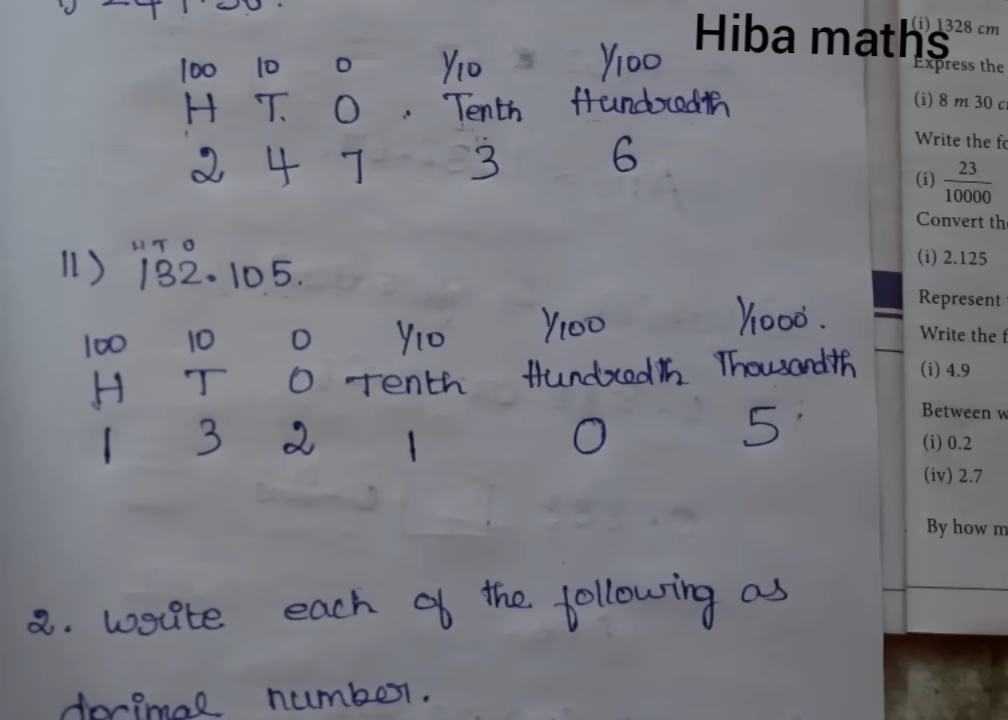 i) 247.36.
Hiba maths
100 10 0 1/10 1/100
H T. O . Tenth Hundredth
2 4 7 3 6
II) 132.105.
H T O
100 10 0 1/10 1/100 1/1000.
H T O Tenth Hundredth Thousandth
1 3 2 1 0 5
2. write each of the following as
decimal number.
(i) 1328 cm
Express the
(i) 8 m 30
Write the
(i) 23/10000
Convert
(i) 2.125
Represent
Write the
(i) 4.9
Between
(i) 0.2
(iv) 2.7
By how